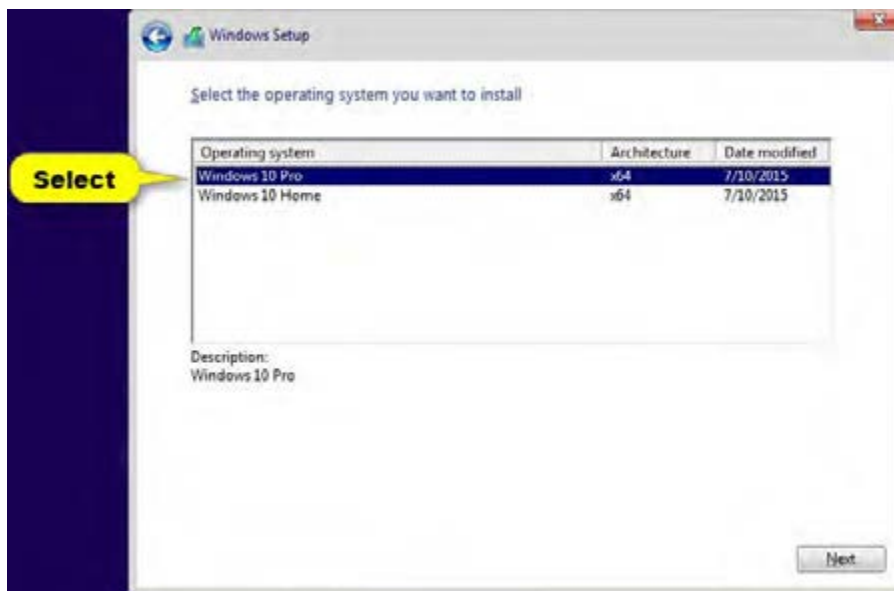 Windows Setup
Select the operating system you want to install
Operating system Architecture Date modified
Select
Windows 10 Pro x64 7/10/2015
Windows 10 Home x64 7/10/2015
Description:
Windows 10 Pro
Next